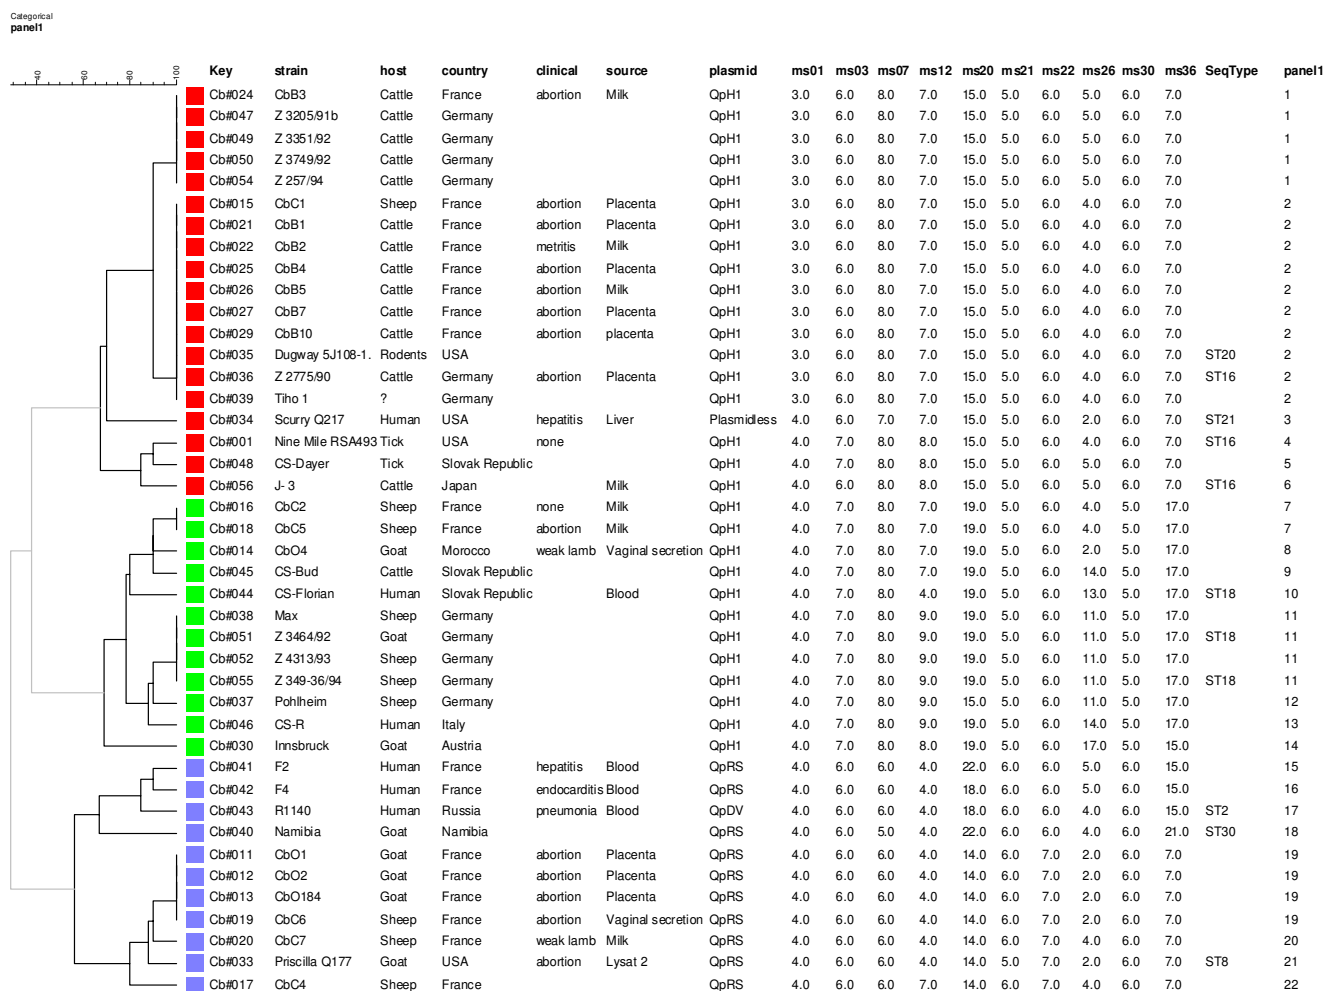 Categorical
panel1
40 60 80 100
Key strain host country clinical source plasmid ms01 ms03 ms07 ms12 ms20 ms21 ms22 ms26 ms30 ms36 SeqType panel1
Cb#024 CbB3 Cattle France abortion Milk QpH1 3.0 6.0 8.0 7.0 15.0 5.0 6.0 5.0 6.0 7.0 1
Cb#047 Z 3205/91b Cattle Germany QpH1 3.0 6.0 8.0 7.0 15.0 5.0 6.0 5.0 6.0 7.0 1
Cb#049 Z 3351/92 Cattle Germany QpH1 3.0 6.0 8.0 7.0 15.0 5.0 6.0 5.0 6.0 7.0 1
Cb#050 Z 3749/92 Cattle Germany QpH1 3.0 6.0 8.0 7.0 15.0 5.0 6.0 5.0 6.0 7.0 1
Cb#054 Z 257/94 Cattle Germany QpH1 3.0 6.0 8.0 7.0 15.0 5.0 6.0 5.0 6.0 7.0 1
Cb#015 CbC1 Sheep France abortion Placenta QpH1 3.0 6.0 8.0 7.0 15.0 5.0 6.0 4.0 6.0 7.0 2
Cb#021 CbB1 Cattle France abortion Placenta QpH1 3.0 6.0 8.0 7.0 15.0 5.0 6.0 4.0 6.0 7.0 2
Cb#022 CbB2 Cattle France metritis Milk QpH1 3.0 6.0 8.0 7.0 15.0 5.0 6.0 4.0 6.0 7.0 2
Cb#025 CbB4 Cattle France abortion Placenta QpH1 3.0 6.0 8.0 7.0 15.0 5.0 6.0 4.0 6.0 7.0 2
Cb#026 CbB5 Cattle France abortion Milk QpH1 3.0 6.0 8.0 7.0 15.0 5.0 6.0 4.0 6.0 7.0 2
Cb#027 CbB7 Cattle France abortion Placenta QpH1 3.0 6.0 8.0 7.0 15.0 5.0 6.0 4.0 6.0 7.0 2
Cb#029 CbB10 Cattle France abortion placenta QpH1 3.0 6.0 8.0 7.0 15.0 5.0 6.0 4.0 6.0 7.0 2
Cb#035 Dugway 5J108-1. Rodents USA QpH1 3.0 6.0 8.0 7.0 15.0 5.0 6.0 4.0 6.0 7.0 ST20 2
Cb#036 Z 2775/90 Cattle Germany abortion Placenta QpH1 3.0 6.0 8.0 7.0 15.0 5.0 6.0 4.0 6.0 7.0 ST16 2
Cb#039 Tiho 1 ? Germany QpH1 3.0 6.0 8.0 7.0 15.0 5.0 6.0 4.0 6.0 7.0 2
Cb#034 Scurry Q217 Human USA hepatitis Liver Plasmidless 4.0 6.0 7.0 7.0 15.0 5.0 6.0 2.0 6.0 7.0 ST21 3
Cb#001 Nine Mile RSA493 Tick USA none QpH1 4.0 7.0 8.0 8.0 15.0 5.0 6.0 4.0 6.0 7.0 ST16 4
Cb#048 CS-Dayer Tick Slovak Republic QpH1 4.0 7.0 8.0 8.0 15.0 5.0 6.0 5.0 6.0 7.0 5
Cb#056 J-3 Cattle Japan Milk QpH1 4.0 7.0 8.0 8.0 15.0 5.0 6.0 5.0 6.0 7.0 ST16 6
Cb#016 CbC2 Sheep France none Milk QpH1 4.0 7.0 8.0 7.0 19.0 5.0 6.0 4.0 5.0 17.0 7
Cb#018 CbC5 Sheep France abortion Milk QpH1 4.0 7.0 8.0 7.0 19.0 5.0 6.0 4.0 5.0 17.0 7
Cb#014 CbO4 Goat Morocco weak lamb Vaginal secretion QpH1 4.0 7.0 8.0 7.0 19.0 5.0 6.0 2.0 5.0 17.0 8
Cb#045 CS-Bud Cattle Slovak Republic QpH1 4.0 7.0 8.0 7.0 19.0 5.0 6.0 14.0 5.0 17.0 9
Cb#044 CS-Florian Human Slovak Republic Blood QpH1 4.0 7.0 8.0 4.0 19.0 5.0 6.0 13.0 5.0 17.0 ST18 10
Cb#038 Max Sheep Germany QpH1 4.0 7.0 8.0 9.0 19.0 5.0 6.0 11.0 5.0 17.0 11
Cb#051 Z 3464/92 Goat Germany QpH1 4.0 7.0 8.0 9.0 19.0 5.0 6.0 11.0 5.0 17.0 ST18 11
Cb#052 Z 4313/93 Sheep Germany QpH1 4.0 7.0 8.0 9.0 19.0 5.0 6.0 11.0 5.0 17.0 11
Cb#055 Z 349-36/94 Sheep Germany QpH1 4.0 7.0 8.0 9.0 19.0 5.0 6.0 11.0 5.0 17.0 ST18 11
Cb#037 Pohlheim Sheep Germany QpH1 4.0 7.0 8.0 9.0 15.0 5.0 6.0 11.0 5.0 17.0 12
Cb#046 CS-R Human Italy QpH1 4.0 7.0 8.0 9.0 19.0 5.0 6.0 14.0 5.0 17.0 13
Cb#030 Innsbruck Goat Austria QpH1 4.0 7.0 8.0 8.0 19.0 5.0 6.0 17.0 5.0 15.0 14
Cb#041 F2 Human France hepatitis Blood QpRS 4.0 6.0 6.0 4.0 22.0 6.0 6.0 5.0 6.0 15.0 15
Cb#042 F4 Human France endocarditis Blood QpRS 4.0 6.0 6.0 4.0 18.0 6.0 6.0 5.0 6.0 15.0 16
Cb#043 R1140 Human Russia pneumonia Blood QpDV 4.0 6.0 6.0 4.0 18.0 6.0 6.0 4.0 6.0 15.0 ST2 17
Cb#040 Namibia Goat Namibia QpRS 4.0 6.0 5.0 4.0 22.0 6.0 6.0 4.0 6.0 21.0 ST30 18
Cb#011 CbO1 Goat France abortion Placenta QpRS 4.0 6.0 6.0 4.0 14.0 6.0 7.0 2.0 6.0 7.0 19
Cb#012 CbO2 Goat France abortion Placenta QpRS 4.0 6.0 6.0 4.0 14.0 6.0 7.0 2.0 6.0 7.0 19
Cb#013 CbO184 Goat France abortion Placenta QpRS 4.0 6.0 6.0 4.0 14.0 6.0 7.0 2.0 6.0 7.0 19
Cb#019 CbC6 Sheep France abortion Vaginal secretion QpRS 4.0 6.0 6.0 4.0 14.0 6.0 7.0 2.0 6.0 7.0 19
Cb#020 CbC7 Sheep France weak lamb Milk QpRS 4.0 6.0 6.0 4.0 14.0 6.0 7.0 4.0 6.0 7.0 20
Cb#033 Priscilla Q177 Goat USA abortion Lysat 2 QpRS 4.0 6.0 6.0 4.0 14.0 5.0 7.0 2.0 6.0 7.0 ST8 21
Cb#017 CbC4 Sheep France QpRS 4.0 6.0 6.0 7.0 14.0 6.0 7.0 4.0 6.0 7.0 22